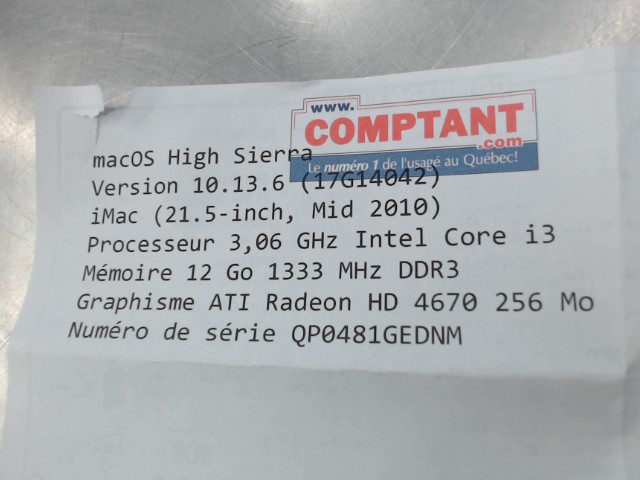 www.
COMPTANT
.com
Le numéro 1 de l'usagé au Québec!
macOS High Sierra
Version 10.13.6 (17G14042)
iMac (21.5-inch, Mid 2010)
Processeur 3,06 GHz Intel Core i3
Mémoire 12 Go 1333 MHz DDR3
Graphisme ATI Radeon HD 4670 256 Mo
Numéro de série QP0481GEDNM